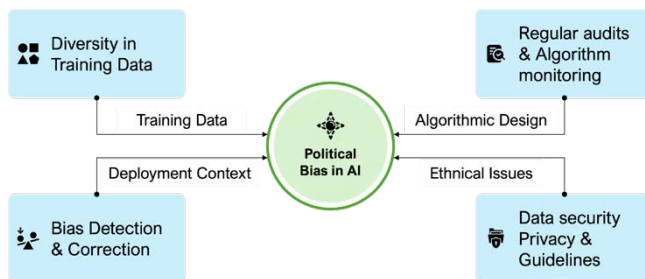 Diversity in
Training Data
Regular audits
& Algorithm
monitoring
Training Data
Algorithmic Design
Political
Bias in AI
Deployment Context
Ethnical Issues
Bias Detection
& Correction
Data security
Privacy &
Guidelines